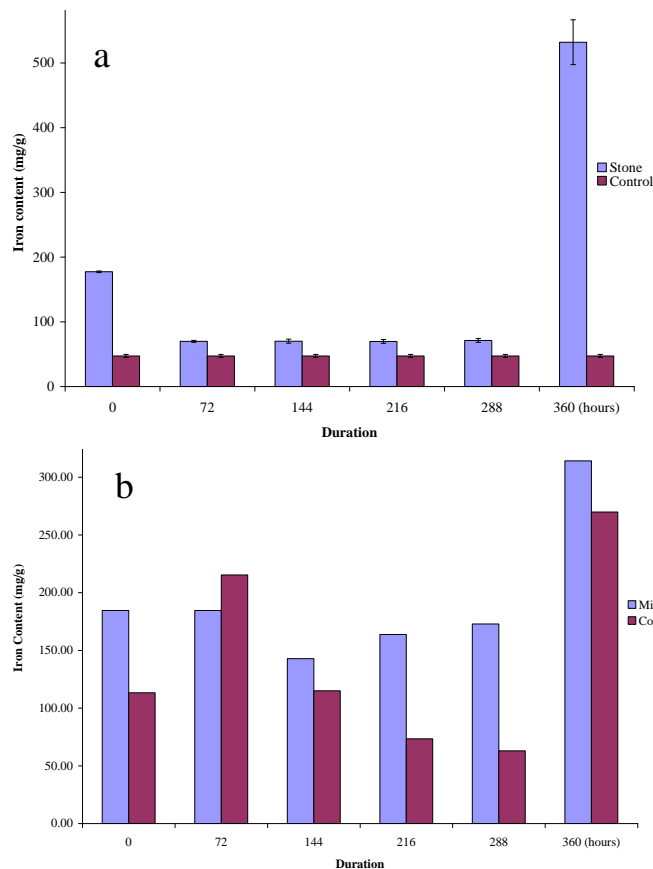 a
500
400
300
200
100
0
Iron content (mg/g)
Stone
Control
0 72 144 216 288 360 (hours)
Duration
b
300.00
250.00
200.00
150.00
100.00
50.00
0.00
Iron Content (mg/g)
Mi
Co
0 72 144 216 288 360 (hours)
Duration